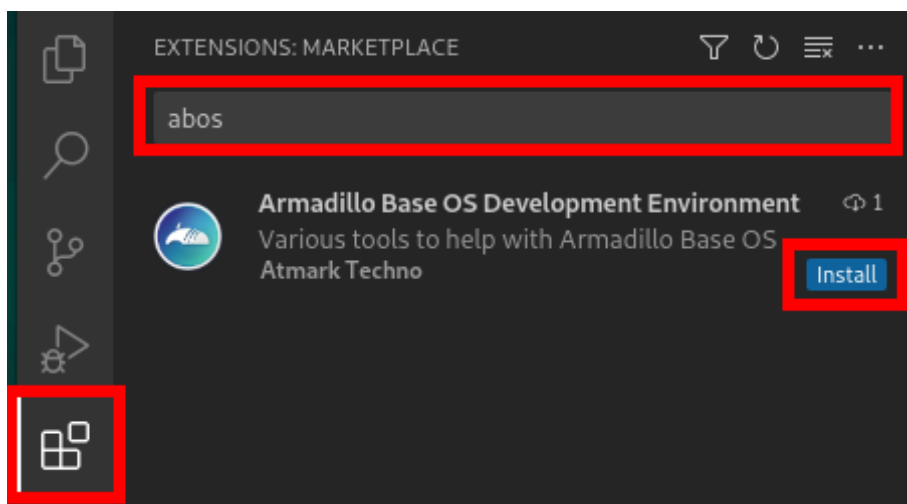 EXTENSIONS: MARKETPLACE
abos
Armadillo Base OS Development Environment 1
Various tools to help with Armadillo Base OS
Atmark Techno
Install